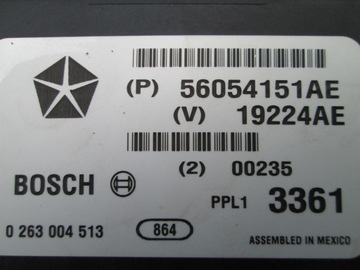 (P) 56054151AE
(V) 19224AE
(2) 00235
BOSCH
PPL1 3361
0 263 004 513
864
ASSEMBLED IN MEXICO